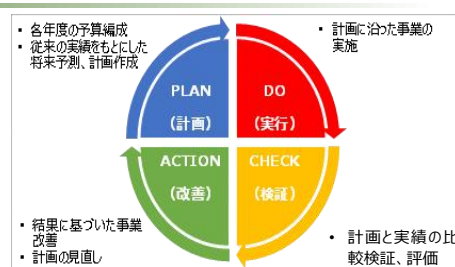 • 各年度の予算編成
• 従来の実績をもとにした
将来予測、計画作成
• 計画に沿った事業の
実施
PLAN
(計画)
DO
(実行)
ACTION
(改善)
CHECK
(検証)
• 結果に基づいた事業
改善
• 計画の見直し
• 計画と実績の比
較検証、評価